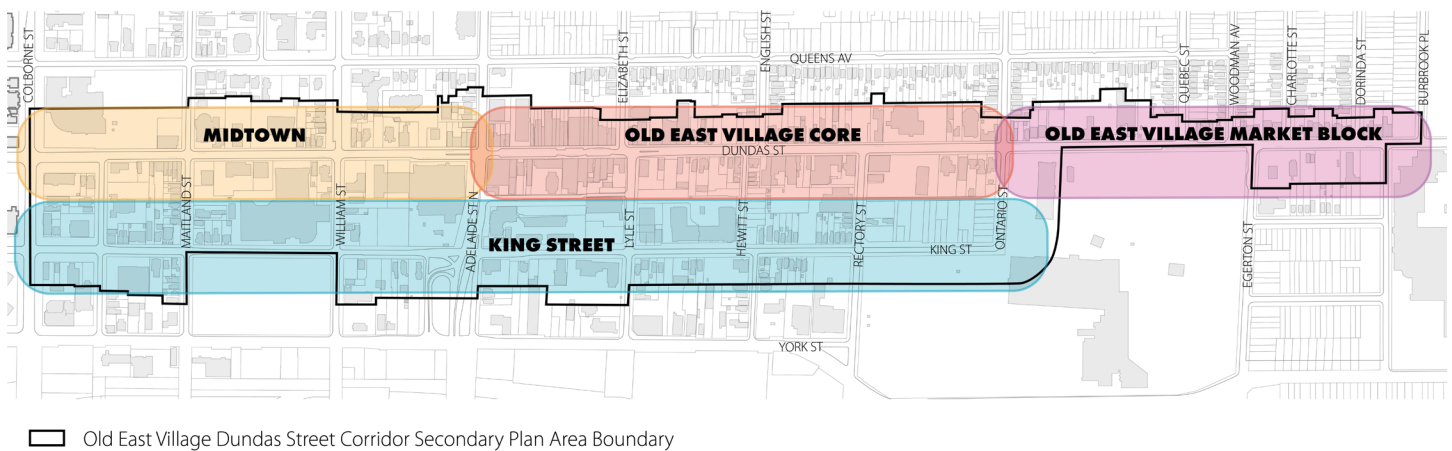 COLBORNE ST
ELIZABETH ST
ENGLISH ST
QUEENS AV
QUEBEC ST
WOODMAN AV
CHARLOTTE ST
DORINDA ST
BURBROOK PL
MIDTOWN
OLD EAST VILLAGE CORE
OLD EAST VILLAGE MARKET BLOCK
DUNDAS ST
MAITLAND ST
WILLIAM ST
ADELAIDE ST N
LYLE ST
HEWITT ST
RECTORY ST
ONTARIO ST
EGERTON ST
KING STREET
KING ST
YORK ST
Old East Village Dundas Street Corridor Secondary Plan Area Boundary